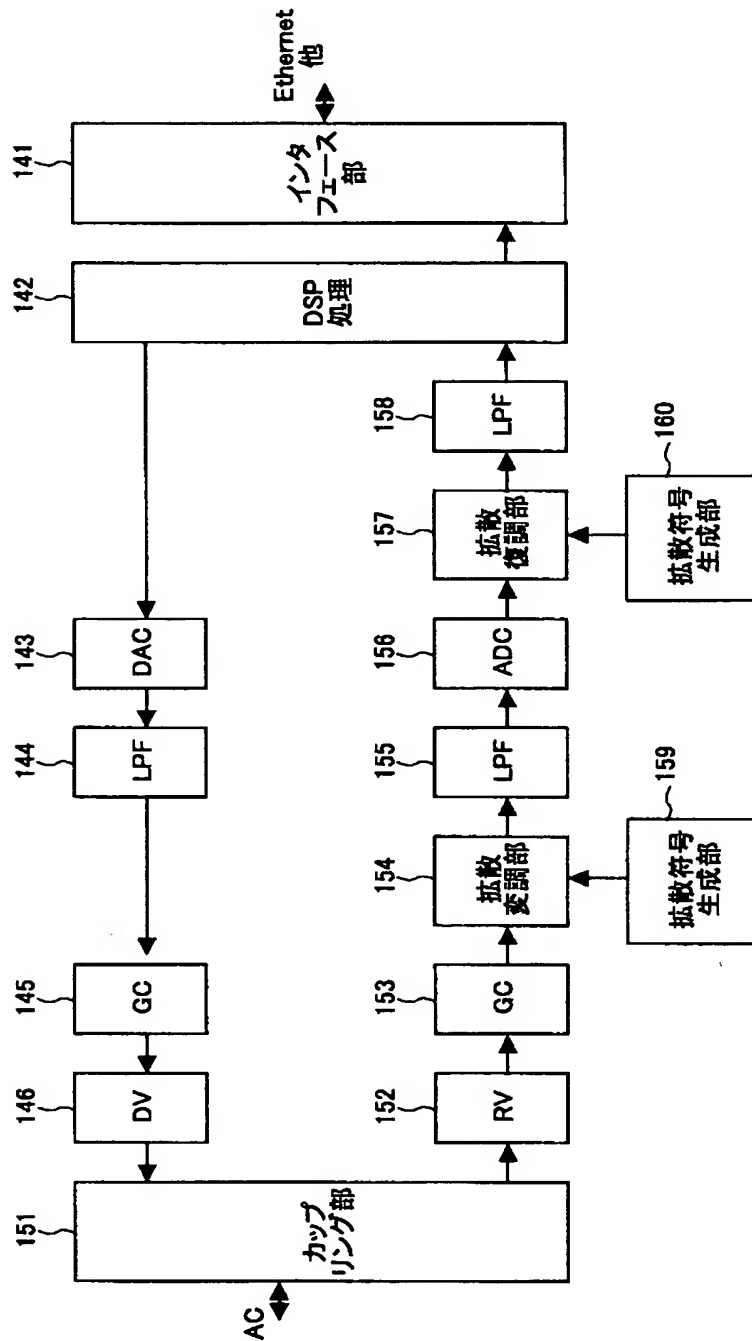 141
インタ
フェース
部
Ethernet
他
142
DSP
処理
143
DAC
144
LPF
145
GC
146
DV
151
カップ
リング部
AC
152
RV
153
GC
154
拡散
変調部
155
LPF
156
ADC
157
拡散
復調部
158
LPF
159
拡散符号
生成部
160
拡散符号
生成部